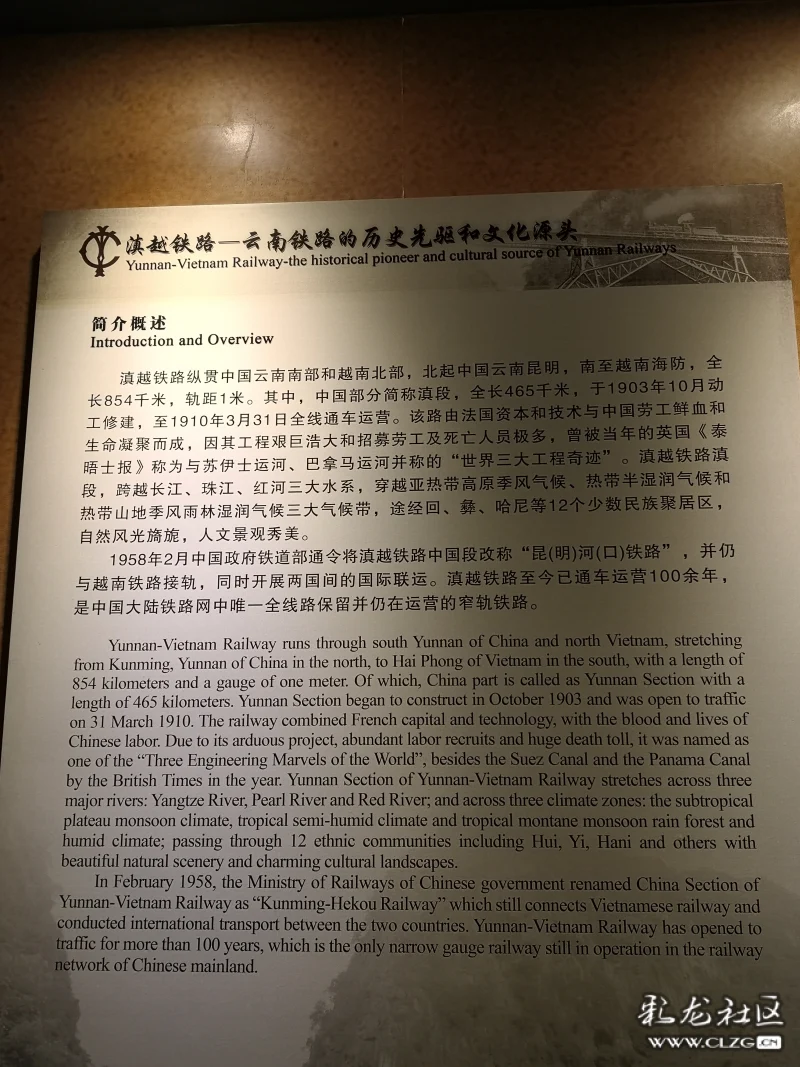 滇越铁路—云南铁路的历史先驱和文化源头
Yunnan-Vietnam Railway-the historical pioneer and cultural source of Yunnan Railways
简介概述
Introduction and Overview
滇越铁路纵贯中国云南南部和越南北部，北起中国云南昆明，南至越南海防，全
长854千米，轨距1米。其中，中国部分简称滇段，全长465千米，于1903年10月动
工修建，至1910年3月31日全线通车运营。该路由法国资本和技术与中国劳工鲜血和
生命凝聚而成，因其工程艰巨浩大和招募劳工及死亡人员极多，曾被当年的英国《泰
晤士报》称为与苏伊士运河、巴拿马运河并称的“世界三大工程奇迹”。滇越铁路滇
段，跨越长江、珠江、红河三大水系，穿越亚热带高原季风气候、热带半湿润气候和
热带山地季风雨林湿润气候三大气候带，途经回、彝、哈尼等12个少数民族聚居区，
自然风光旖旎，人文景观秀美。
1958年2月中国政府铁道部通令将滇越铁路中国段改称“昆(明)河(口)铁路”，并仍
与越南铁路接轨，同时开展两国间的国际联运。滇越铁路至今已通车运营100余年，
是中国大陆铁路网中唯一全线路保留并仍在运营的窄轨铁路。
Yunnan-Vietnam Railway runs through south Yunnan of China and north Vietnam, stretching
from Kunming, Yunnan of China in the north, to Hai Phong of Vietnam in the south, with a length of
854 kilometers and a gauge of one meter. Of which, China part is called as Yunnan Section with a
length of 465 kilometers. Yunnan Section began to construct in October 1903 and was open to traffic
on 31 March 1910. The railway combined French capital and technology, with the blood and lives of
Chinese labor. Due to its arduous project, abundant labor recruits and huge death toll, it was named as
one of the “Three Engineering Marvels of the World”, besides the Suez Canal and the Panama Canal
by the British Times in the year. Yunnan Section of Yunnan-Vietnam Railway stretches across three
major rivers: Yangtze River, Pearl River and Red River; and across three climate zones: the subtropical
plateau monsoon climate, tropical semi-humid climate and tropical montane monsoon rain forest and
humid climate; passing through 12 ethnic communities including Hui, Yi, Hani and others with
beautiful natural scenery and charming cultural landscapes.
In February 1958, the Ministry of Railways of Chinese government renamed China Section of
Yunnan-Vietnam Railway as “Kunming-Hekou Railway” which still connects Vietnamese railway and
conducted international transport between the two countries. Yunnan-Vietnam Railway has opened to
traffic for more than 100 years, which is the only narrow gauge railway still in operation in the railway
network of Chinese mainland.
彩龙社区
WWW.CLZG.CN